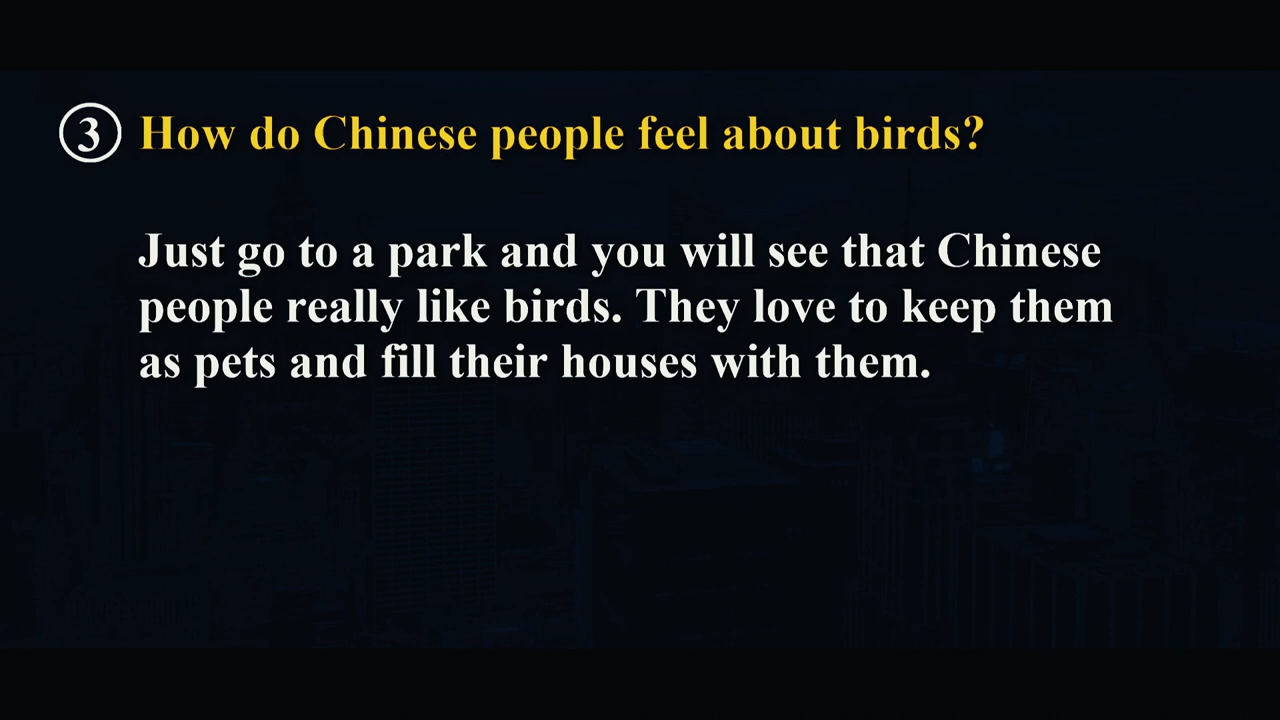 ③ How do Chinese people feel about birds?
Just go to a park and you will see that Chinese
people really like birds. They love to keep them
as pets and fill their houses with them.